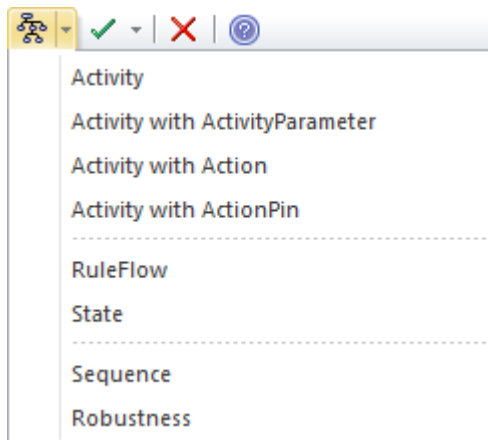 Activity
Activity with ActivityParameter
Activity with Action
Activity with ActionPin
RuleFlow
State
Sequence
Robustness